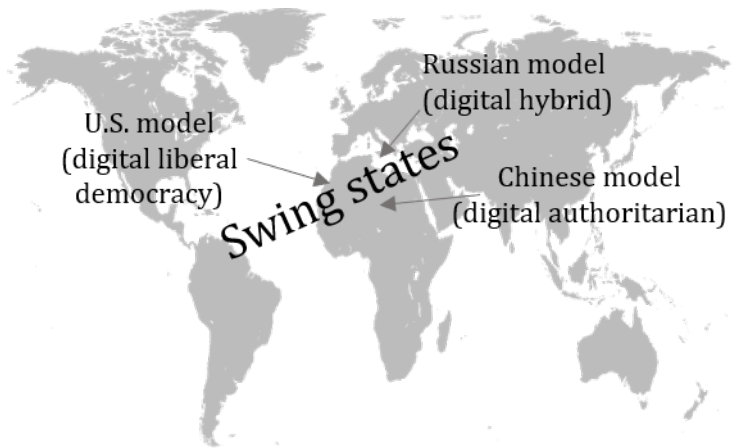 Russian model
(digital hybrid)
U.S. model
(digital liberal
democracy)
Swing states
Chinese model
(digital authoritarian)